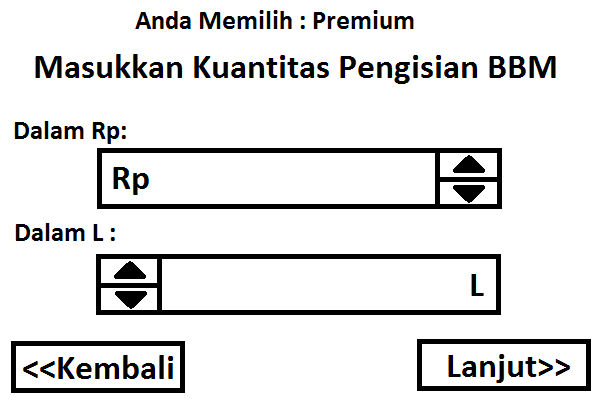 Anda Memilih : Premium
Masukkan Kuantitas Pengisian BBM
Dalam Rp:
Rp
Dalam L :
L
<<Kembali
Lanjut>>